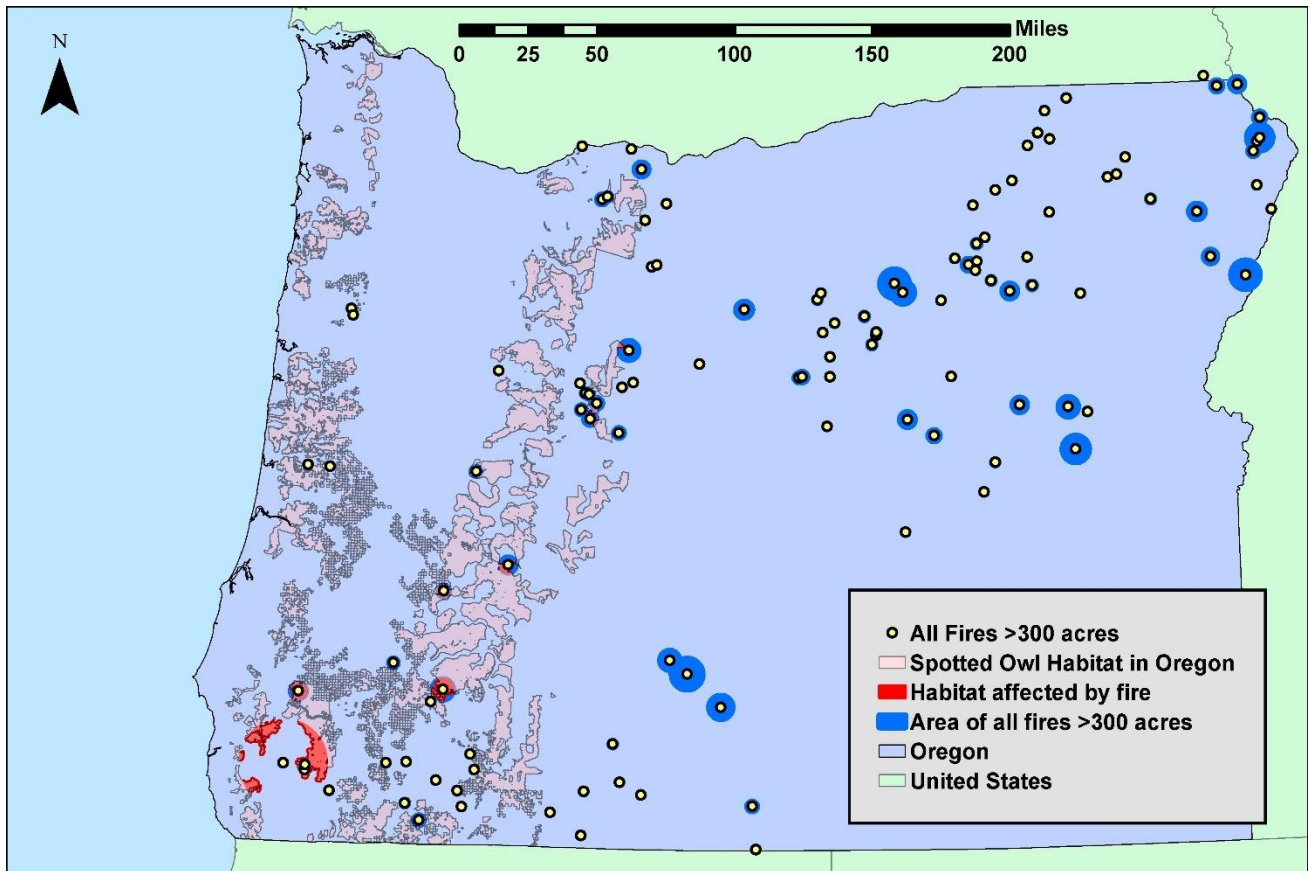 N
Miles
0 25 50 100 150 200
All Fires >300 acres
Spotted Owl Habitat in Oregon
Habitat affected by fire
Area of all fires >300 acres
Oregon
United States